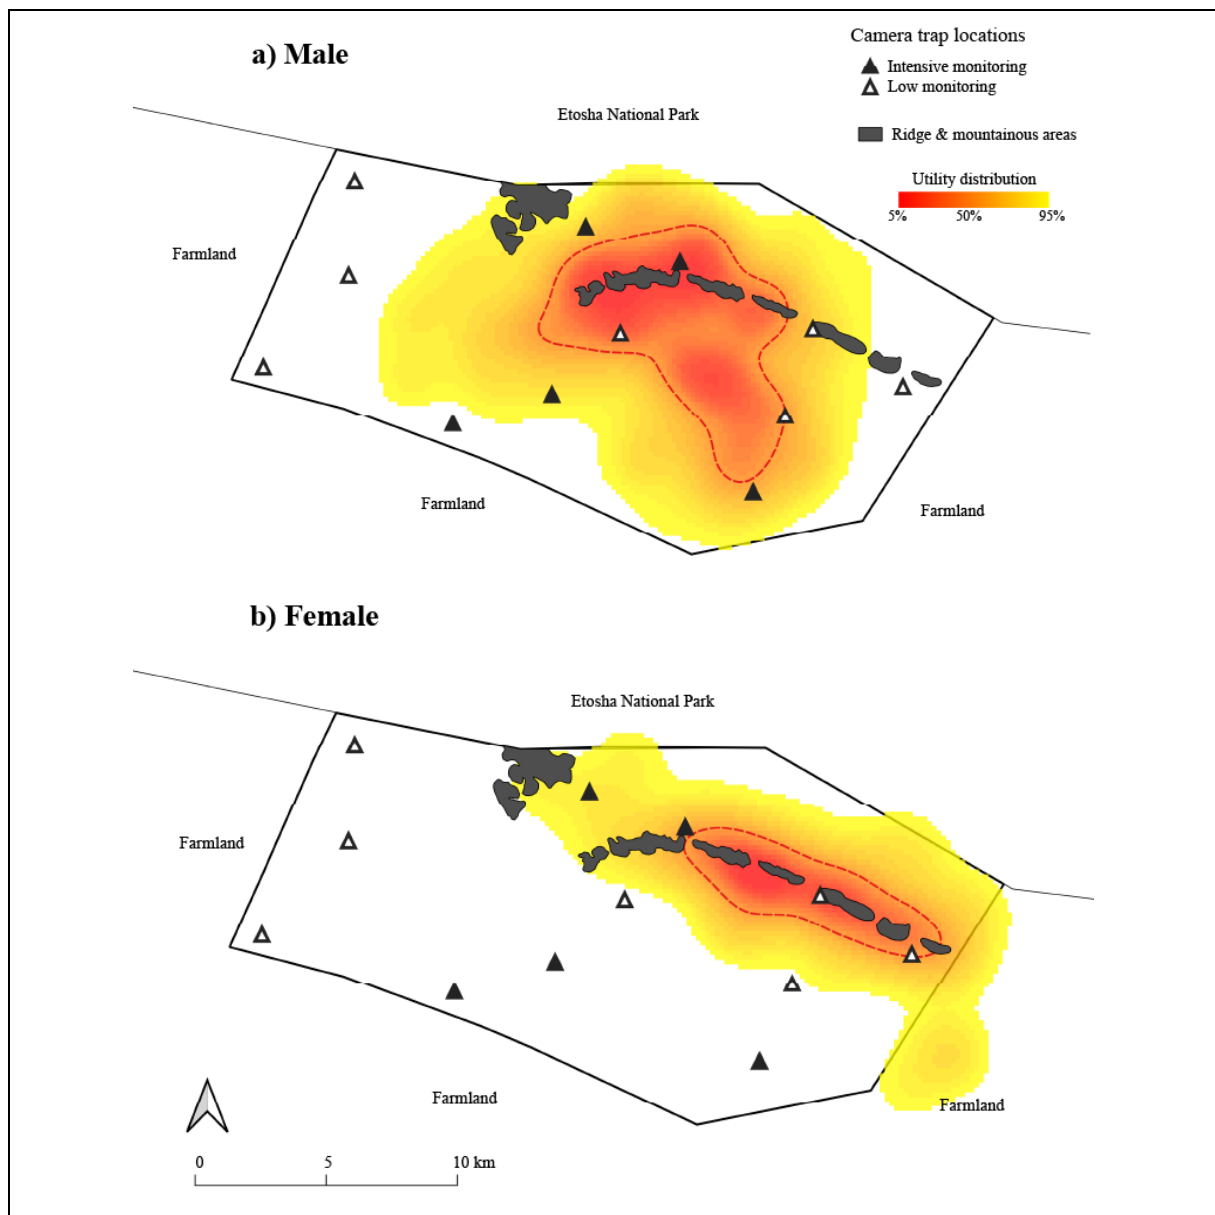 a) Male
Camera trap locations
Intensive monitoring
Low monitoring
Etosha National Park
Ridge & mountainous areas
Utility distribution
5% 50% 95%
Farmland
Farmland
Farmland
b) Female
Etosha National Park
Farmland
Farmland
Farmland
0 5 10 km